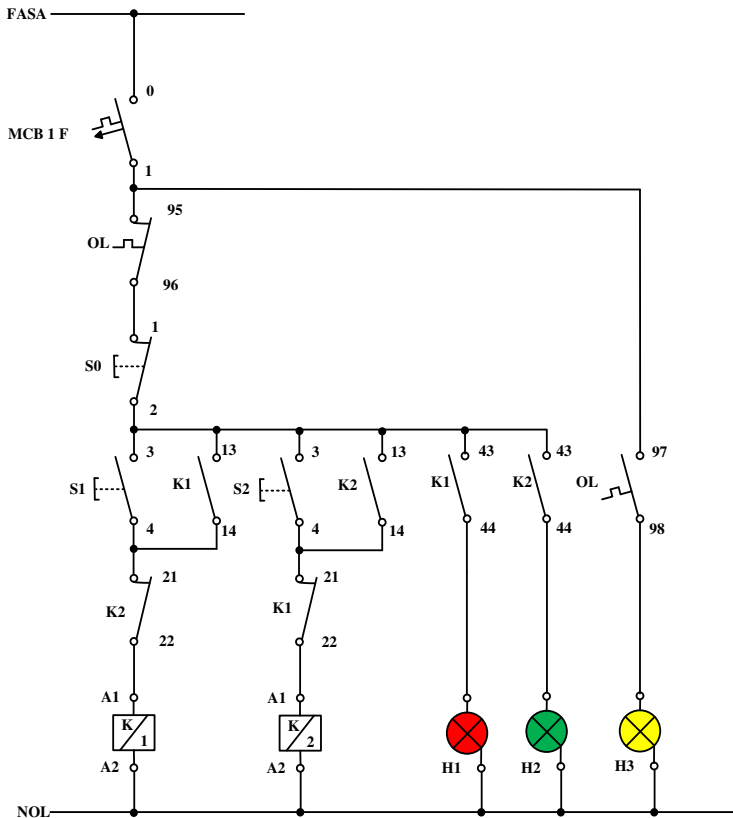 FASA
0
MCB 1 F
1
95
OL
96
1
S0
2
3 13 3 13 43 43 97
S1 K1 S2 K2 K1 K2 OL
4 14 4 14 44 44 98
21 21
K2 K1
22 22
A1 A1
K 1 K 2
A2 A2 H1 H2 H3
NOL